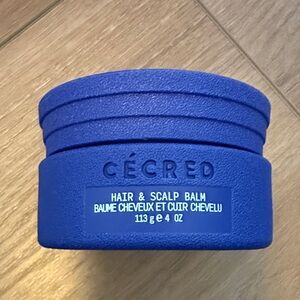 CÉCRED
HAIR & SCALP BALM
BAUME CHEVEUX ET CUIR CHEVELU
113 g ℮ 4 OZ